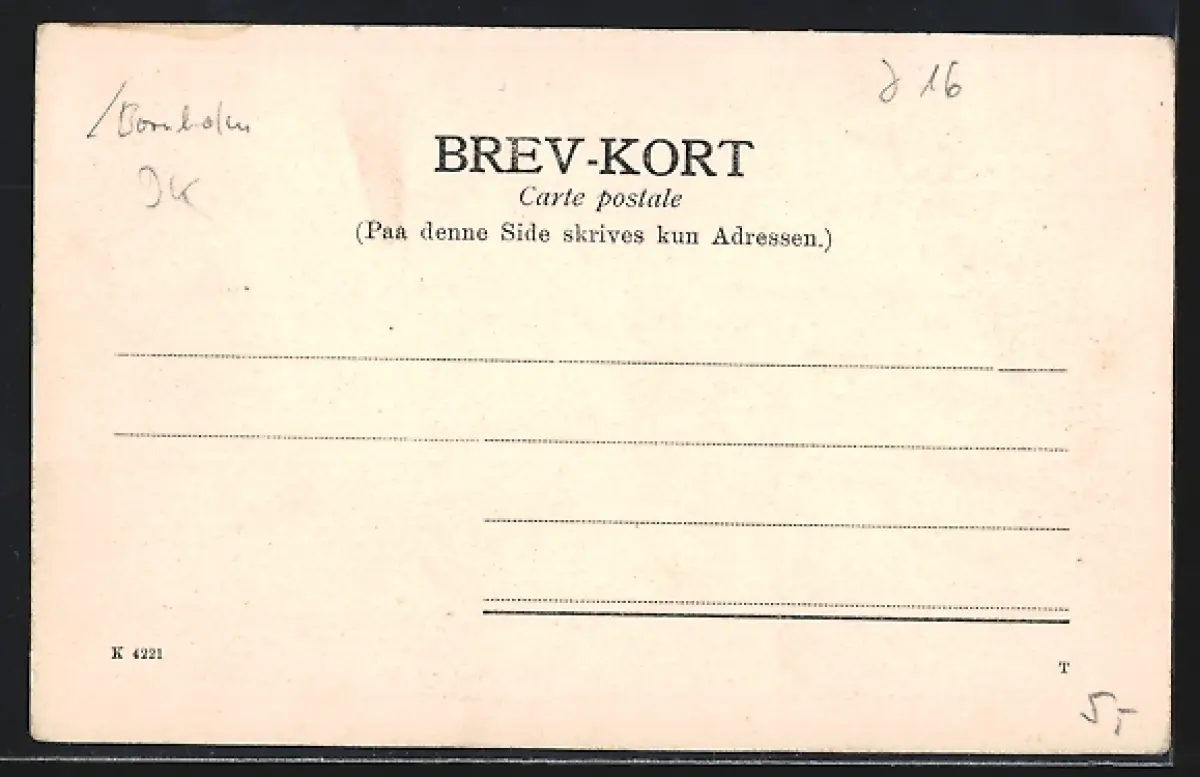 J 16
/Bornholm
DK
BREV-KORT
Carte postale
(Paa denne Side skrives kun Adressen.)
K 4221
T
5,-